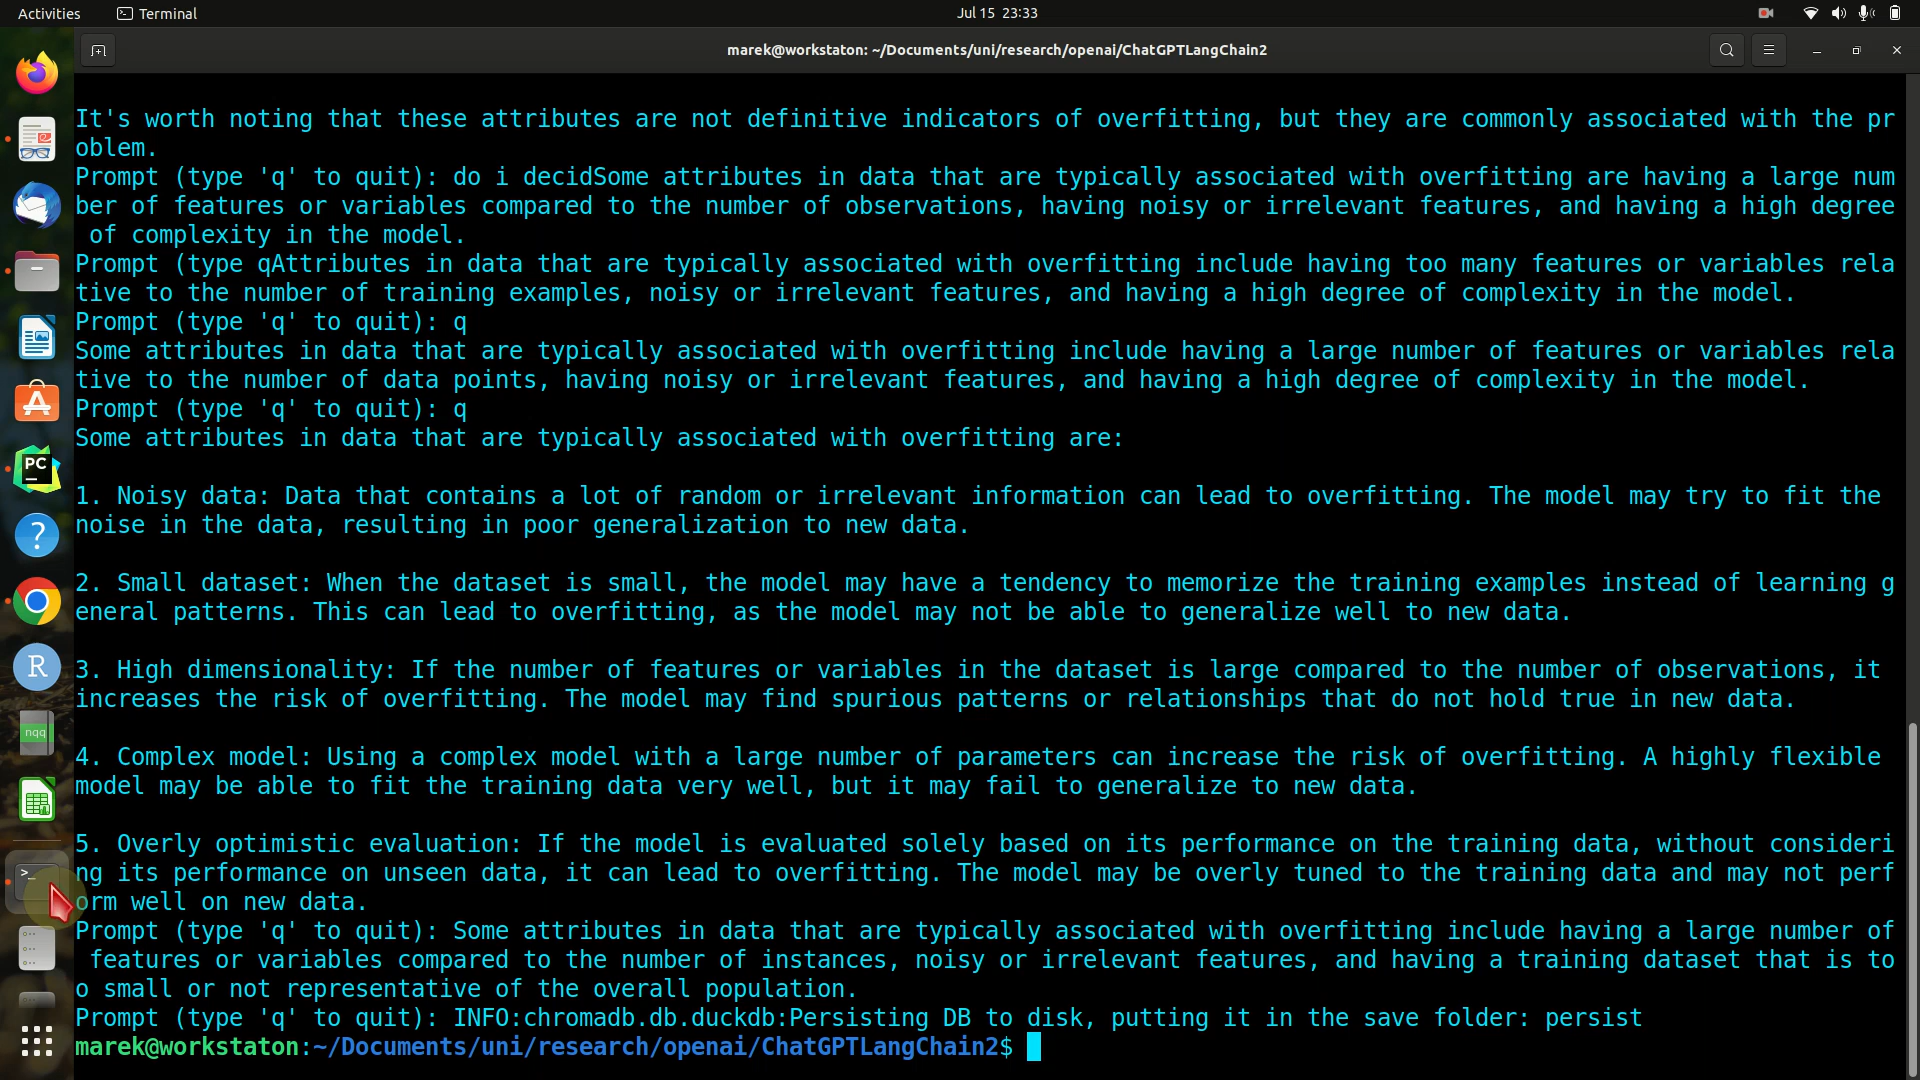 Activities
Terminal
Jul 15 23:33
marek@workstaton: ~/Documents/uni/research/openai/ChatGPTLangChain2
It's worth noting that these attributes are not definitive indicators of overfitting, but they are commonly associated with the pr
oblem.
Prompt (type 'q' to quit): do i decidSome attributes in data that are typically associated with overfitting are having a large num
ber of features or variables compared to the number of observations, having noisy or irrelevant features, and having a high degree
 of complexity in the model.
Prompt (type qAttributes in data that are typically associated with overfitting include having too many features or variables rela
tive to the number of training examples, noisy or irrelevant features, and having a high degree of complexity in the model.
Prompt (type 'q' to quit): q
Some attributes in data that are typically associated with overfitting include having a large number of features or variables rela
tive to the number of data points, having noisy or irrelevant features, and having a high degree of complexity in the model.
Prompt (type 'q' to quit): q
Some attributes in data that are typically associated with overfitting are:
1. Noisy data: Data that contains a lot of random or irrelevant information can lead to overfitting. The model may try to fit the
noise in the data, resulting in poor generalization to new data.
2. Small dataset: When the dataset is small, the model may have a tendency to memorize the training examples instead of learning g
eneral patterns. This can lead to overfitting, as the model may not be able to generalize well to new data.
3. High dimensionality: If the number of features or variables in the dataset is large compared to the number of observations, it
increases the risk of overfitting. The model may find spurious patterns or relationships that do not hold true in new data.
4. Complex model: Using a complex model with a large number of parameters can increase the risk of overfitting. A highly flexible
model may be able to fit the training data very well, but it may fail to generalize to new data.
5. Overly optimistic evaluation: If the model is evaluated solely based on its performance on the training data, without consideri
ng its performance on unseen data, it can lead to overfitting. The model may be overly tuned to the training data and may not perf
orm well on new data.
Prompt (type 'q' to quit): Some attributes in data that are typically associated with overfitting include having a large number of
 features or variables compared to the number of instances, noisy or irrelevant features, and having a training dataset that is to
o small or not representative of the overall population.
Prompt (type 'q' to quit): INFO:chromadb.db.duckdb:Persisting DB to disk, putting it in the save folder: persist
marek@workstaton:~/Documents/uni/research/openai/ChatGPTLangChain2$
PC
?
R
nqq
>_